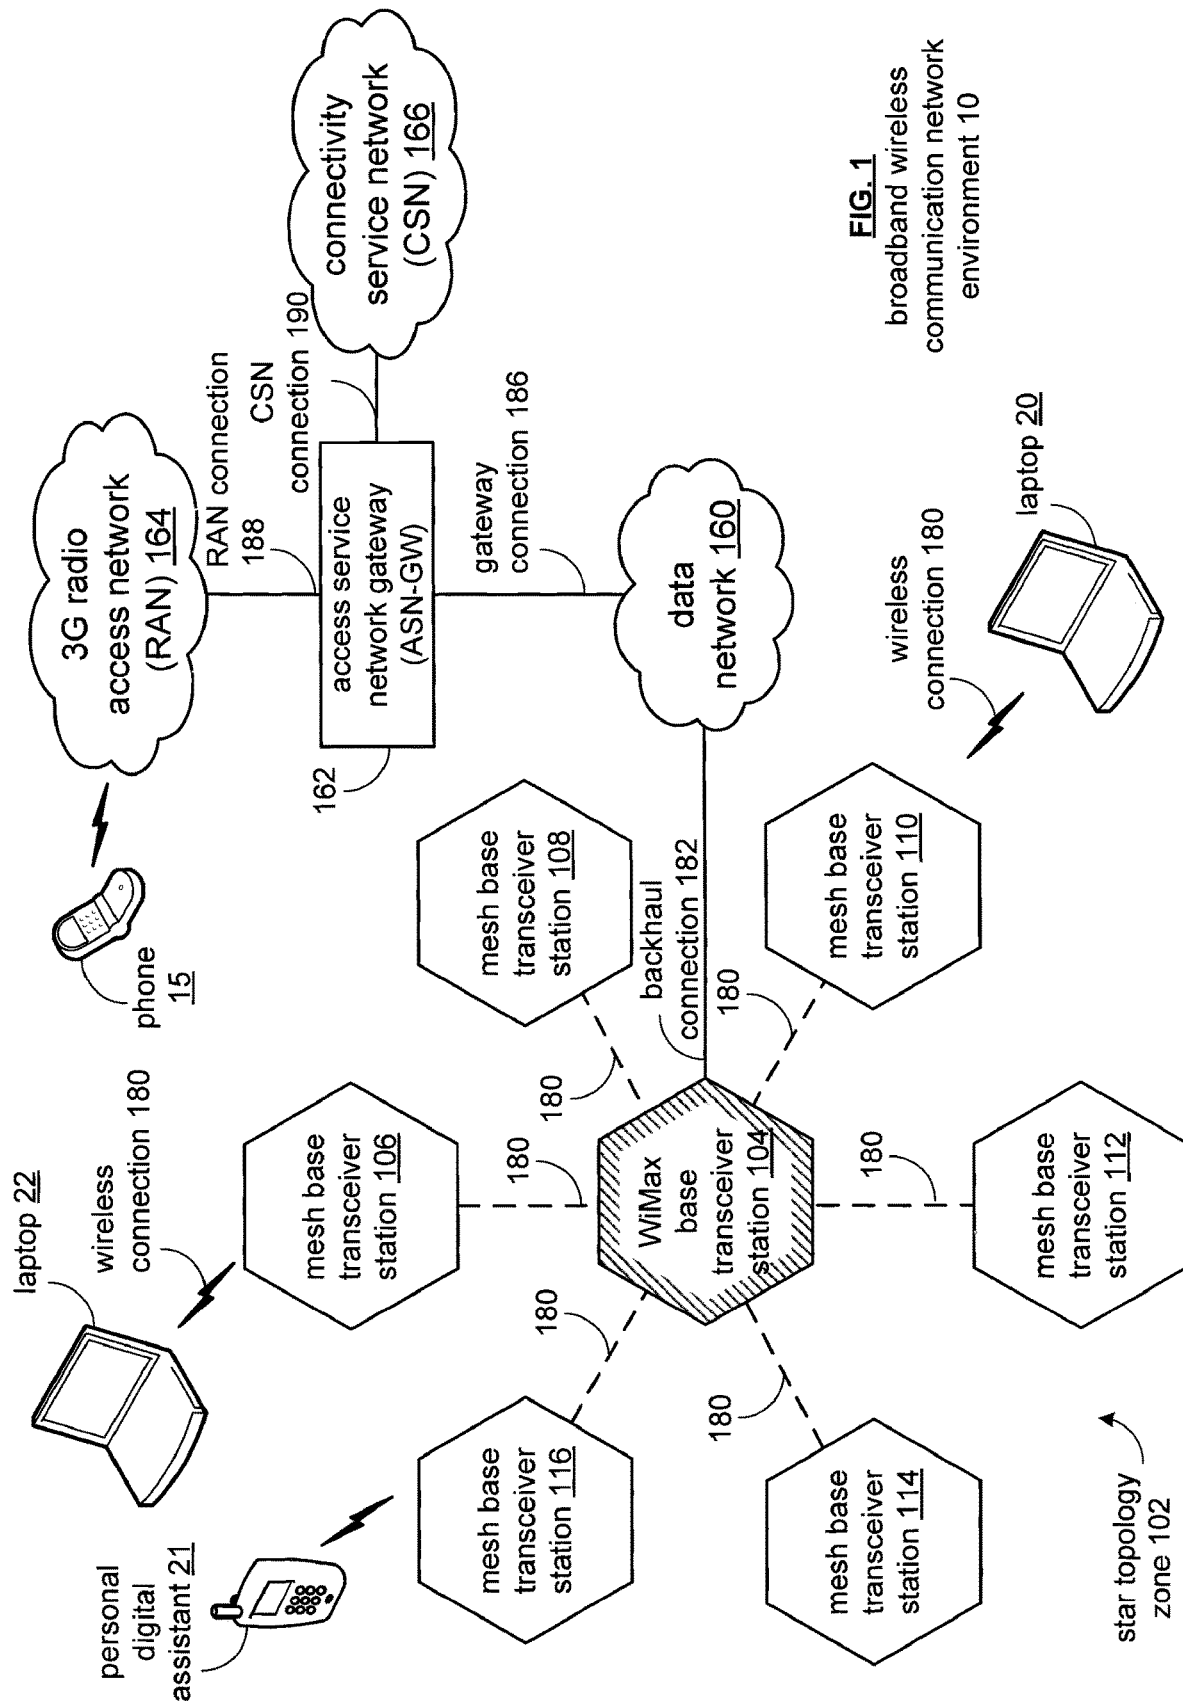 personal
digital
assistant 21
laptop 22
wireless
connection 180
phone
15
3G radio
access network
(RAN) 164
RAN connection
188
CSN
connection 190
connectivity
service network
(CSN) 166
162
access service
network gateway
(ASN-GW)
gateway
connection 186
mesh base
transceiver
station 116
mesh base
transceiver
station 106
mesh base
transceiver
station 108
180
180
180
backhaul
connection 182
data
network 160
WiMax
base
transceiver
station 104
180
180
180
mesh base
transceiver
station 114
mesh base
transceiver
station 112
mesh base
transceiver
station 110
wireless
connection 180
laptop 20
star topology
zone 102
FIG. 1
broadband wireless
communication network
environment 10